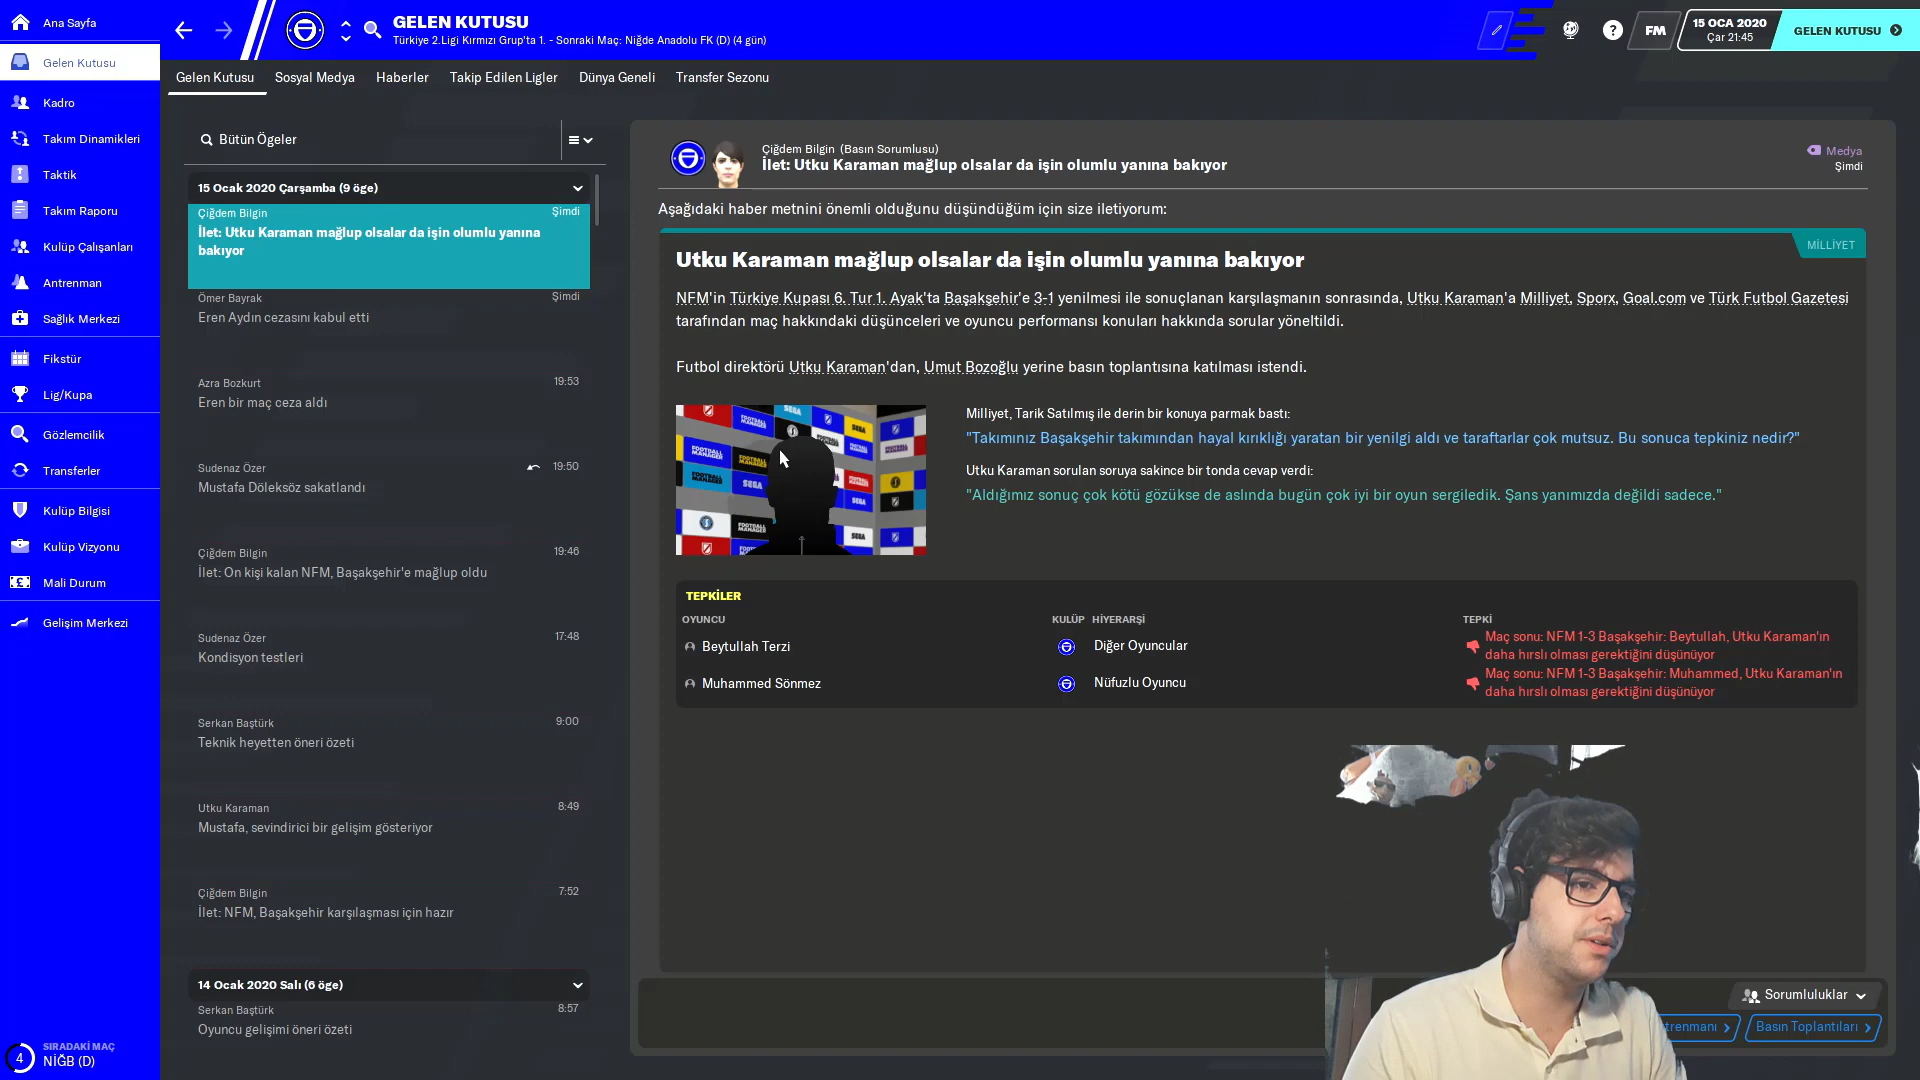 Ana Sayfa
Gelen Kutusu
Kadro
Takım Dinamikleri
Taktik
Takım Raporu
Kulüp Çalışanları
Antrenman
Sağlık Merkezi
Fikstür
Lig/Kupa
Gözlemcilik
Transferler
Kulüp Bilgisi
Kulüp Vizyonu
Mali Durum
Gelişim Merkezi
4
SIRADAKİ MAÇ
NİĞB (D)
GELEN KUTUSU
Türkiye 2.Ligi Kırmızı Grup'ta 1. - Sonraki Maç: Niğde Anadolu FK (D) (4 gün)
FM
15 OCA 2020
Çar 21:45
GELEN KUTUSU
Gelen Kutusu
Sosyal Medya
Haberler
Takip Edilen Ligler
Dünya Geneli
Transfer Sezonu
Bütün Ögeler
15 Ocak 2020 Çarşamba (9 öge)
Çiğdem Bilgin
Şimdi
İlet: Utku Karaman mağlup olsalar da işin olumlu yanına
bakıyor
Ömer Bayrak
Şimdi
Eren Aydın cezasını kabul etti
Azra Bozkurt
19:53
Eren bir maç ceza aldı
Sudenaz Özer
19:50
Mustafa Döleksöz sakatlandı
Çiğdem Bilgin
19:46
İlet: On kişi kalan NFM, Başakşehir'e mağlup oldu
Sudenaz Özer
17:48
Kondisyon testleri
Serkan Baştürk
9:00
Teknik heyetten öneri özeti
Utku Karaman
8:49
Mustafa, sevindirici bir gelişim gösteriyor
Çiğdem Bilgin
7:52
İlet: NFM, Başakşehir karşılaşması için hazır
14 Ocak 2020 Salı (6 öge)
Serkan Baştürk
8:57
Oyuncu gelişimi öneri özeti
Çiğdem Bilgin (Basın Sorumlusu)
İlet: Utku Karaman mağlup olsalar da işin olumlu yanına bakıyor
Medya
Şimdi
Aşağıdaki haber metnini önemli olduğunu düşündüğüm için size iletiyorum:
MİLLİYET
Utku Karaman mağlup olsalar da işin olumlu yanına bakıyor
NFM'in Türkiye Kupası 6. Tur 1. Ayak'ta Başakşehir'e 3-1 yenilmesi ile sonuçlanan karşılaşmanın sonrasında, Utku Karaman'a Milliyet, Sporx, Goal.com ve Türk Futbol Gazetesi
tarafından maç hakkındaki düşünceleri ve oyuncu performansı konuları hakkında sorular yöneltildi.
Futbol direktörü Utku Karaman'dan, Umut Bozoğlu yerine basın toplantısına katılması istendi.
Milliyet, Tarik Satılmış ile derin bir konuya parmak bastı:
"Takımınız Başakşehir takımından hayal kırıklığı yaratan bir yenilgi aldı ve taraftarlar çok mutsuz. Bu sonuca tepkiniz nedir?"
Utku Karaman sorulan soruya sakince bir tonda cevap verdi:
"Aldığımız sonuç çok kötü gözükse de aslında bugün çok iyi bir oyun sergiledik. Şans yanımızda değildi sadece."
FOOTBALL MANAGER
SEGA
TEPKİLER
OYUNCU
KULÜP
HİYERARŞİ
TEPKİ
Beytullah Terzi
Diğer Oyuncular
Maç sonu: NFM 1-3 Başakşehir: Beytullah, Utku Karaman'ın
daha hırslı olması gerektiğini düşünüyor
Muhammed Sönmez
Nüfuzlu Oyuncu
Maç sonu: NFM 1-3 Başakşehir: Muhammed, Utku Karaman'ın
daha hırslı olması gerektiğini düşünüyor
Sorumluluklar
trenmanı
Basın Toplantıları